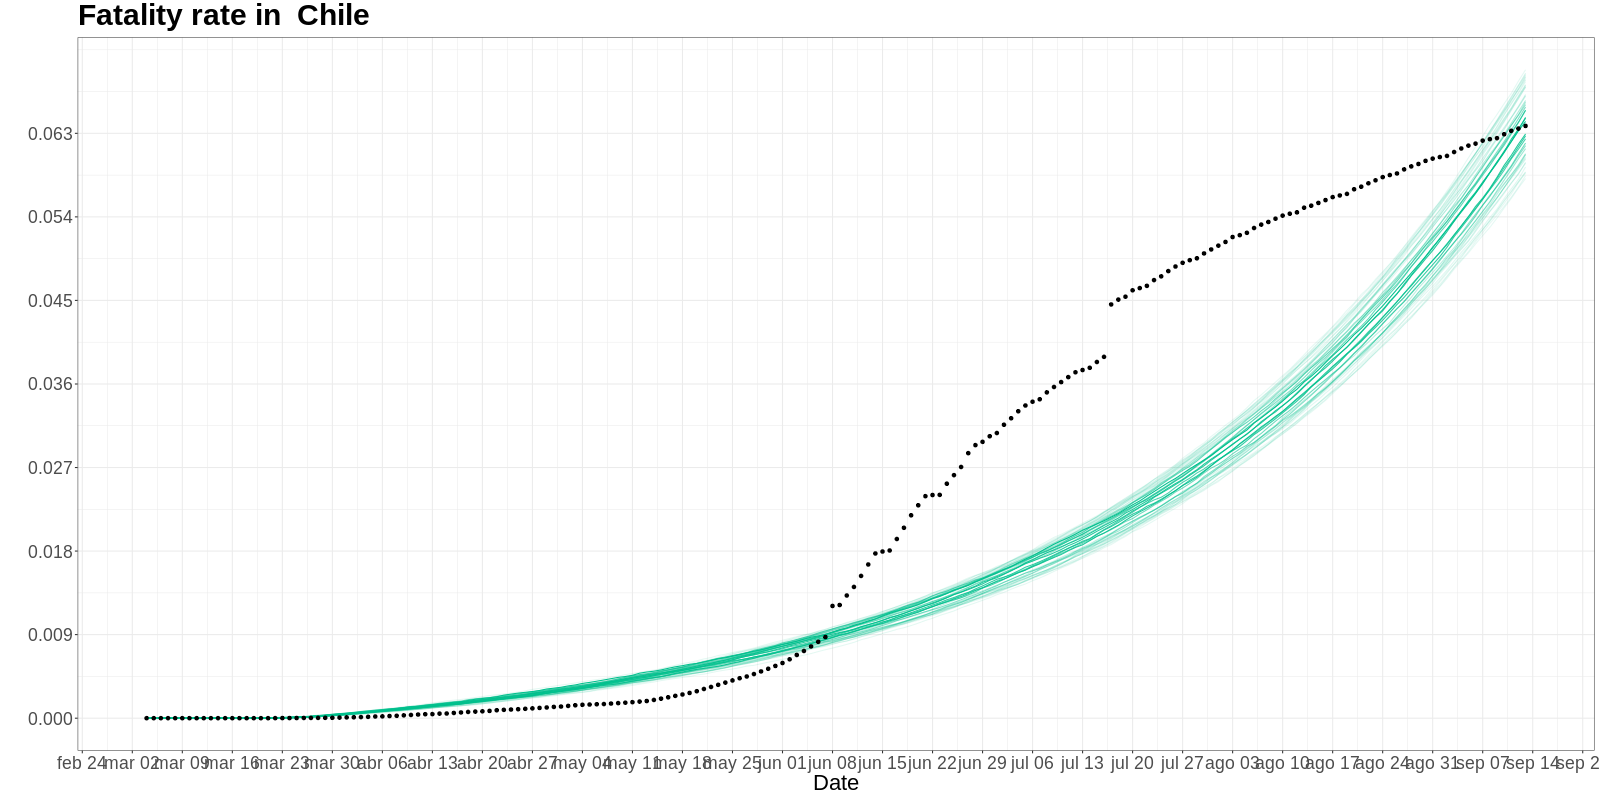 Fatality rate in  Chile
0.063
0.054
0.045
0.036
0.027
0.018
0.009
0.000
feb 24 mar 02 mar 09 mar 16 mar 23 mar 30 abr 06 abr 13 abr 20 abr 27 may 04 may 11 may 18 may 25 jun 01 jun 08 jun 15 jun 22 jun 29 jul 06 jul 13 jul 20 jul 27 ago 03 ago 10 ago 17 ago 24 ago 31 sep 07 sep 14 sep 2
Date